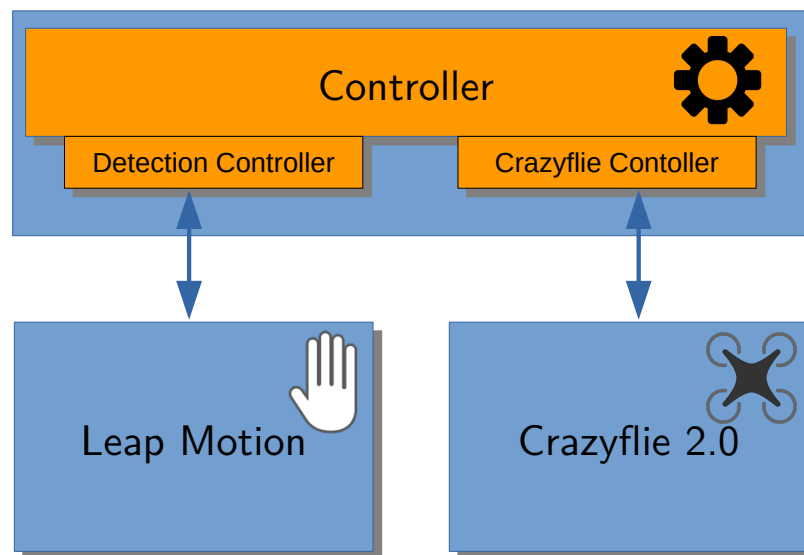 Controller
Detection Controller
Crazyflie Contoller
Leap Motion
Crazyflie 2.0